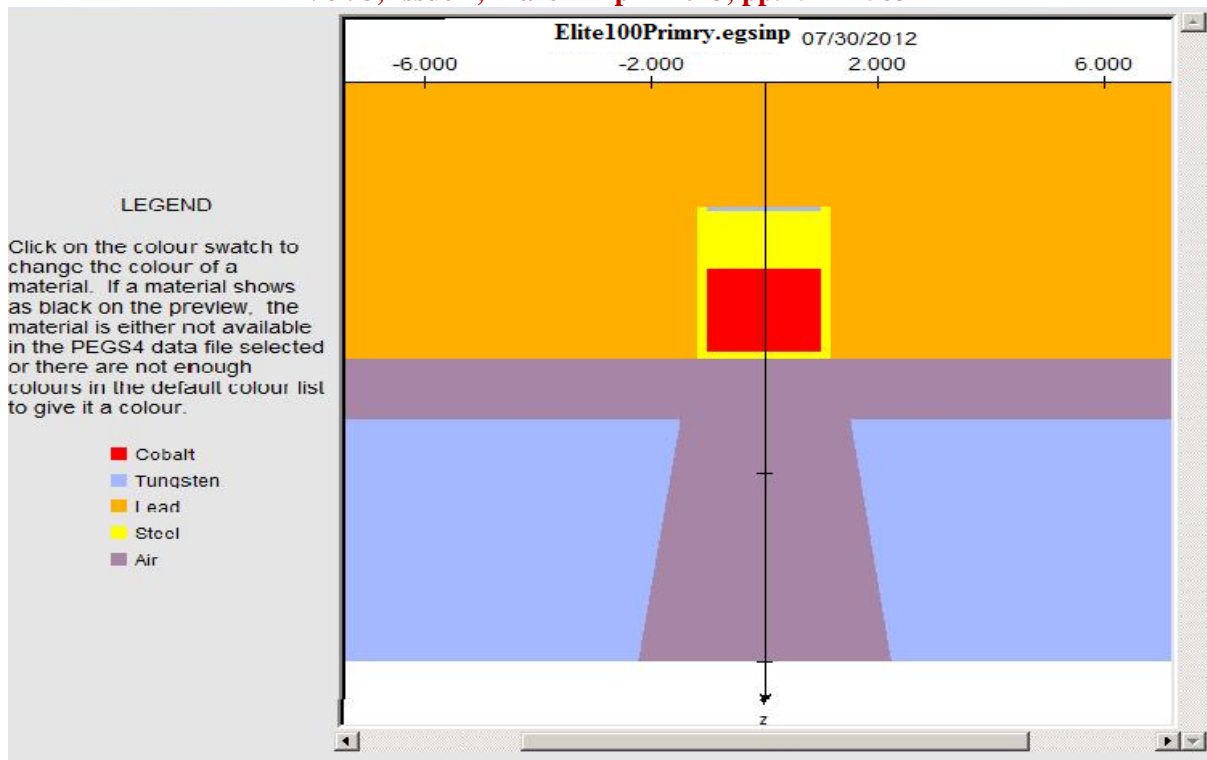 Elite100Primry.egsinp 07/30/2012
-6.000 -2.000 2.000 6.000
LEGEND
Click on the colour swatch to
change the colour of a
material. If a material shows
as black on the preview, the
material is either not available
in the PEGS4 data file selected
or there are not enough
colours in the default colour list
to give it a colour.
Cobalt
Tungsten
Lead
Steel
Air
z